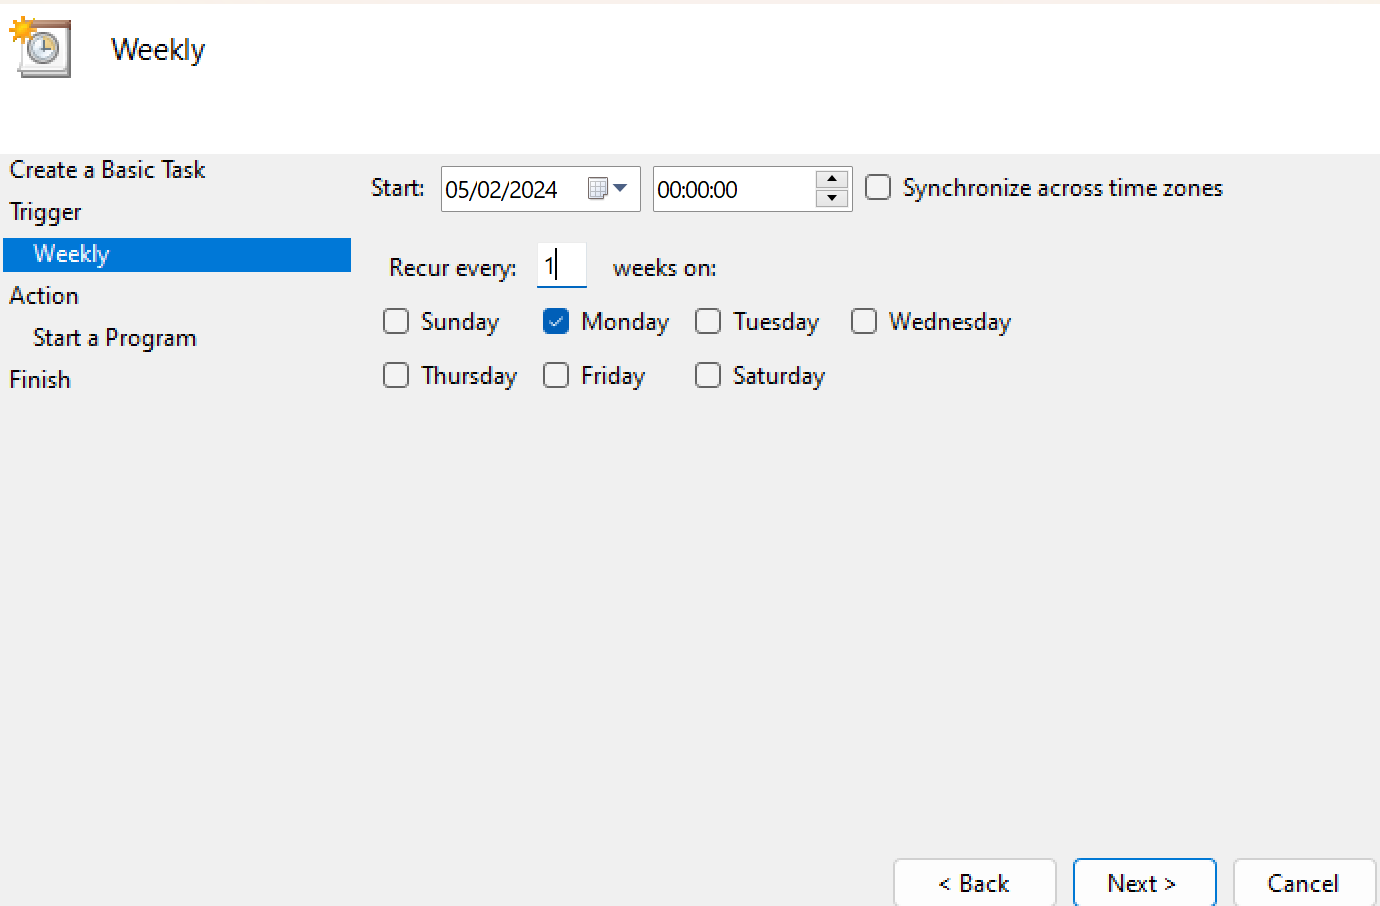 Weekly
Create a Basic Task
Trigger
Weekly
Action
Start a Program
Finish
Start: 05/02/2024 00:00:00 Synchronize across time zones
Recur every: 1 weeks on:
Sunday Monday Tuesday Wednesday
Thursday Friday Saturday
< Back Next > Cancel